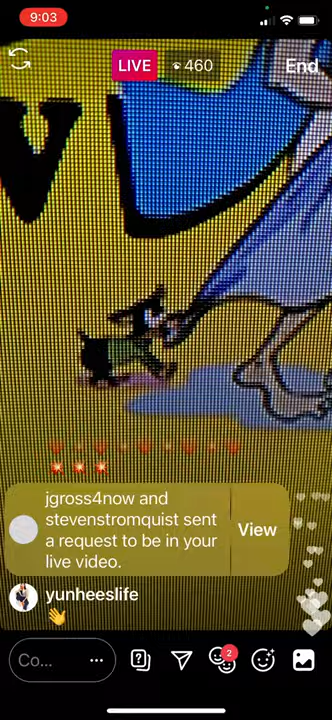 9:03
LIVE 460 End
V
jgross4now and
stevenstromquist sent
a request to be in your
live video.
View
yunheeslife
👋
2
Co...